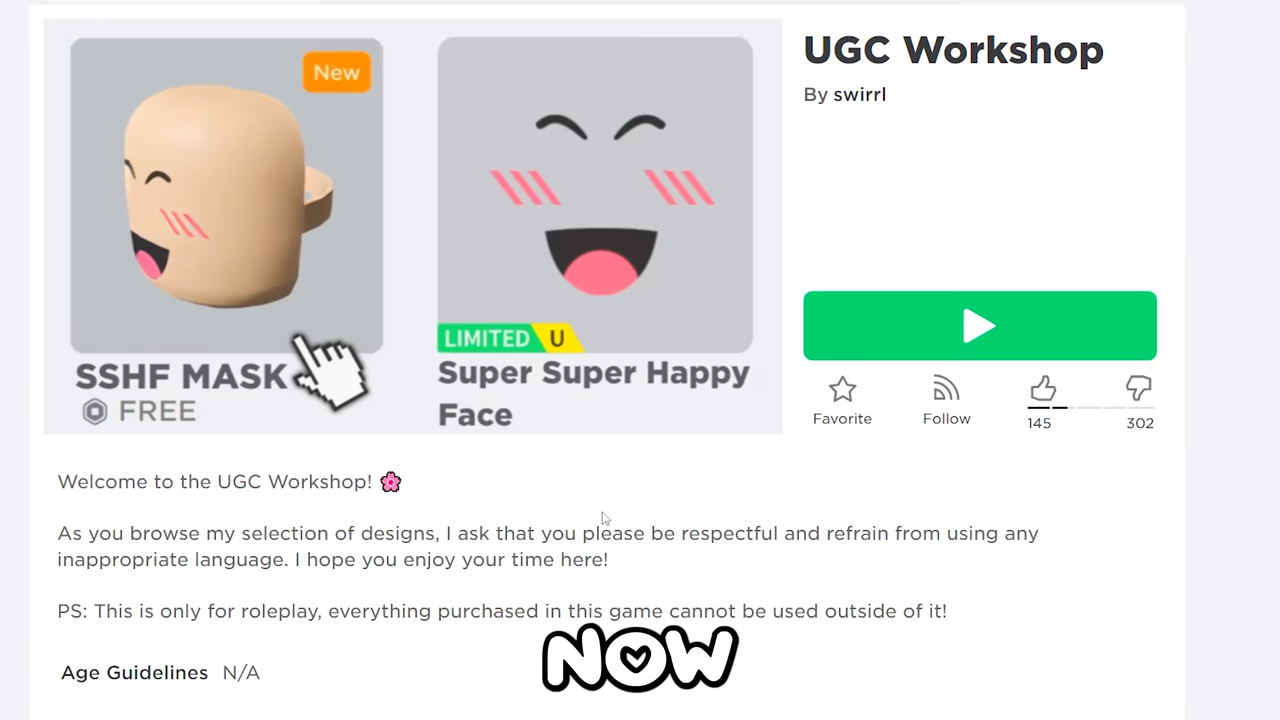 New
SSHF MASK
FREE
LIMITED U
Super Super Happy
Face
UGC Workshop
By swirrl
Favorite
Follow
145
302
Welcome to the UGC Workshop!
As you browse my selection of designs, I ask that you please be respectful and refrain from using any
inappropriate language. I hope you enjoy your time here!
PS: This is only for roleplay, everything purchased in this game cannot be used outside of it!
NOW
Age Guidelines N/A